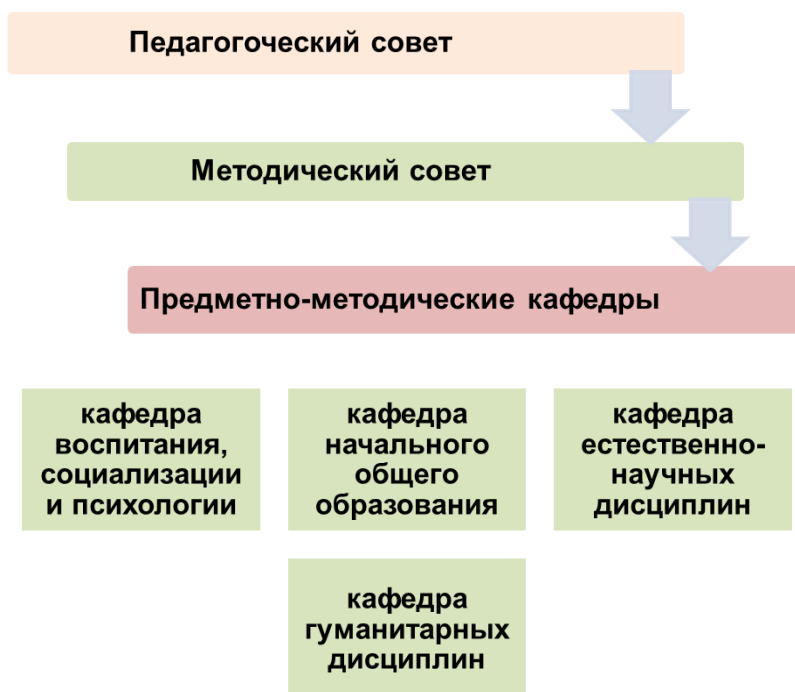 Педагогоческий совет
Методический совет
Предметно-методические кафедры
кафедра
воспитания,
социализации
и психологии
кафедра
начального
общего
образования
кафедра
естественно-
научных
дисциплин
кафедра
гуманитарных
дисциплин